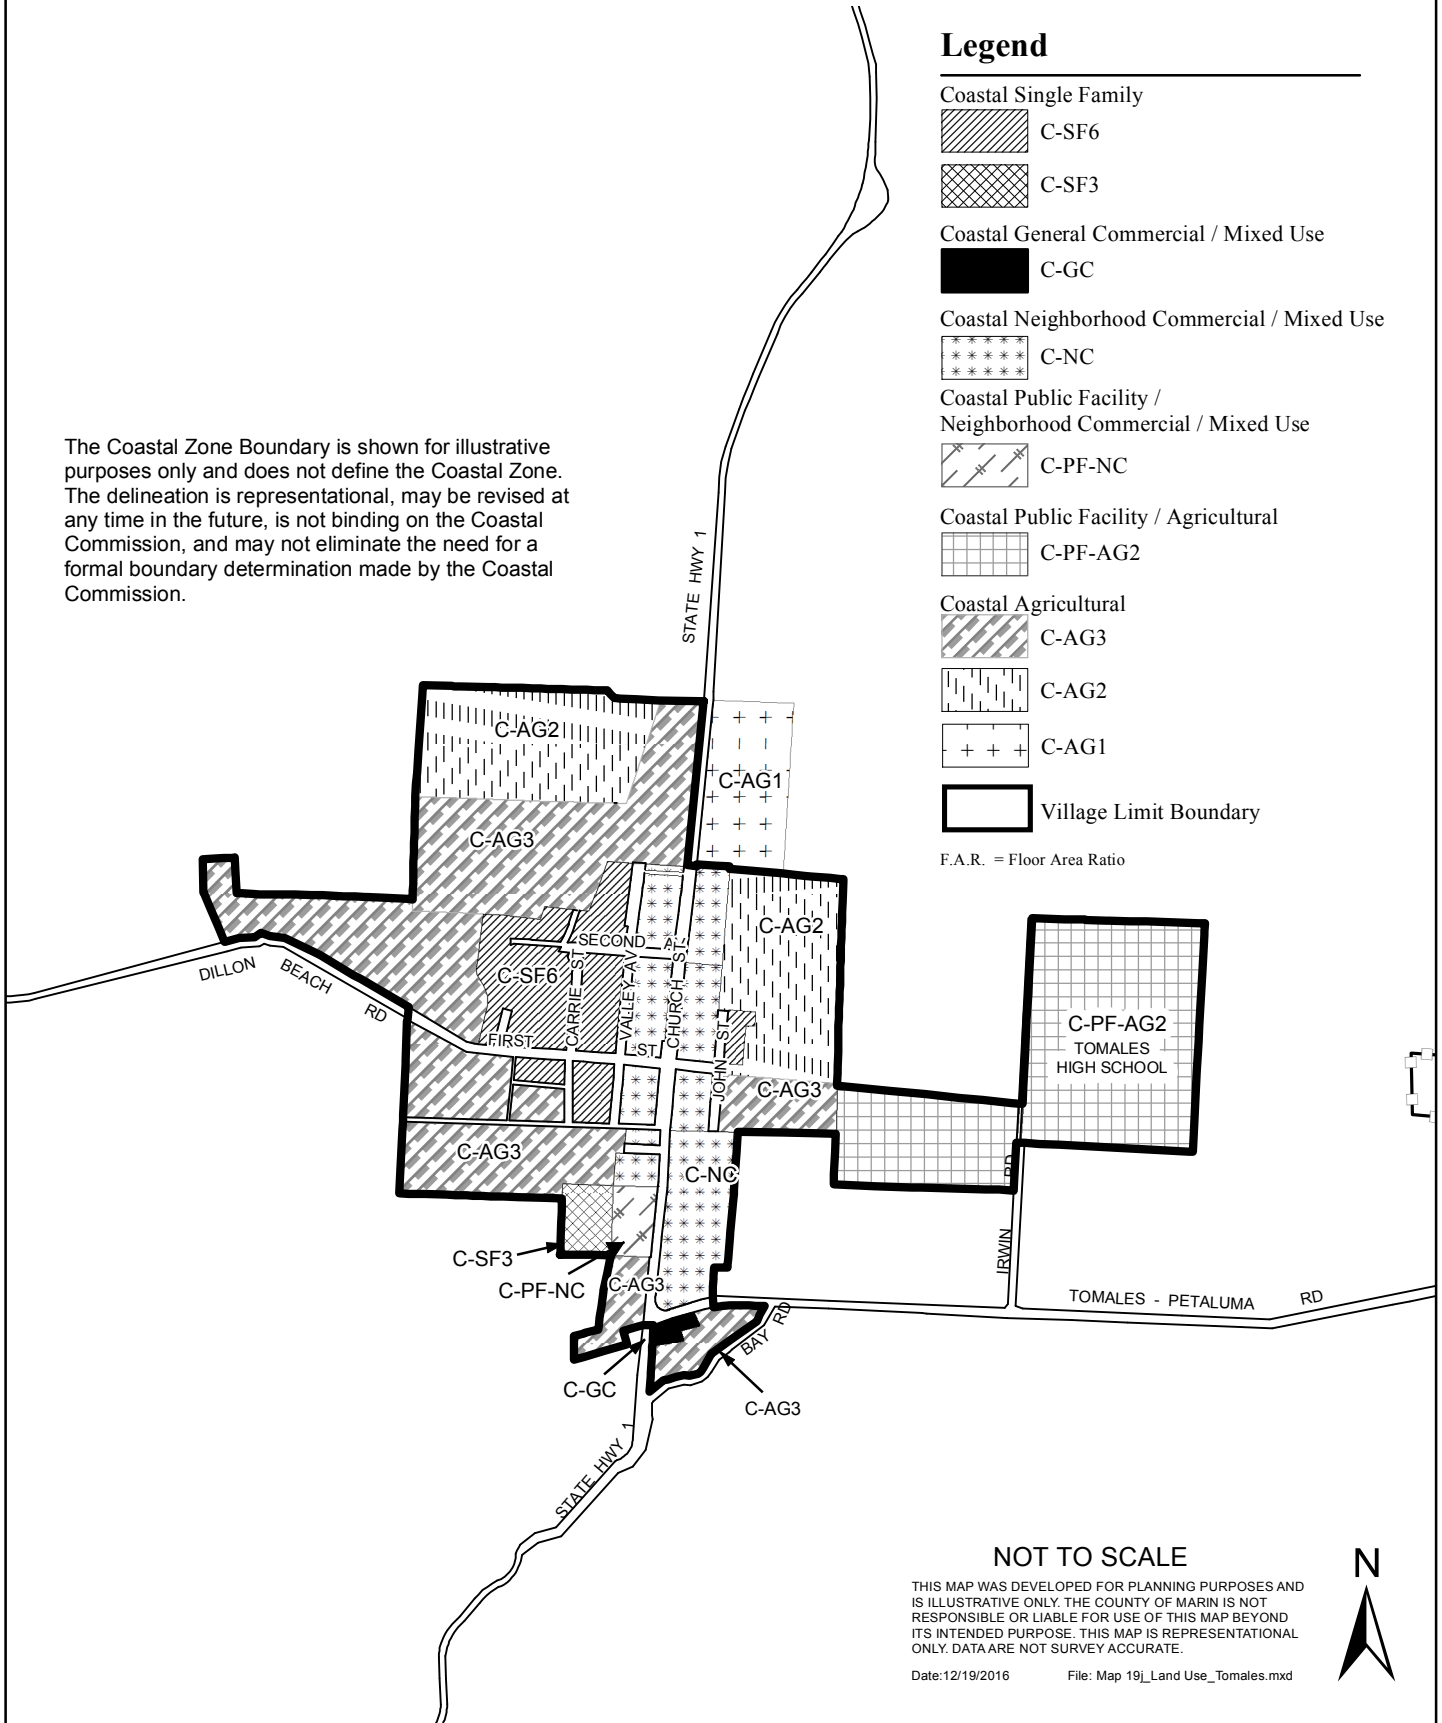 Legend
Coastal Single Family
C-SF6
C-SF3
Coastal General Commercial / Mixed Use
C-GC
Coastal Neighborhood Commercial / Mixed Use
C-NC
Coastal Public Facility /
Neighborhood Commercial / Mixed Use
C-PF-NC
Coastal Public Facility / Agricultural
C-PF-AG2
Coastal Agricultural
C-AG3
C-AG2
C-AG1
Village Limit Boundary
F.A.R. = Floor Area Ratio
The Coastal Zone Boundary is shown for illustrative
purposes only and does not define the Coastal Zone.
The delineation is representational, may be revised at
any time in the future, is not binding on the Coastal
Commission, and may not eliminate the need for a
formal boundary determination made by the Coastal
Commission.
STATE HWY 1
C-AG2
C-AG1
C-AG3
C-AG2
SECOND
VALLEY AV
CHURCH ST
CARRIE ST
C-SF6
DILLON BEACH RD
FIRST ST
JOHN ST
C-PF-AG2
TOMALES
HIGH SCHOOL
C-AG3
C-AG3
C-NC
C-SF3
C-PF-NC
C-AG3
IRWIN RD
TOMALES - PETALUMA RD
BAY RD
C-GC
C-AG3
STATE HWY 1
NOT TO SCALE
N
THIS MAP WAS DEVELOPED FOR PLANNING PURPOSES AND
IS ILLUSTRATIVE ONLY. THE COUNTY OF MARIN IS NOT
RESPONSIBLE OR LIABLE FOR USE OF THIS MAP BEYOND
ITS INTENDED PURPOSE. THIS MAP IS REPRESENTATIONAL
ONLY. DATA ARE NOT SURVEY ACCURATE.
Date:12/19/2016 File: Map 19j_Land Use_Tomales.mxd